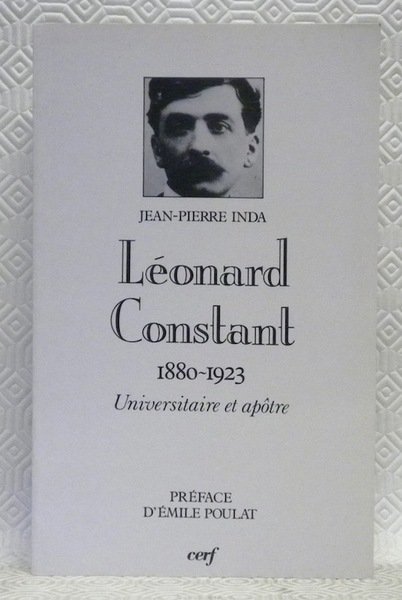 JEAN-PIERRE INDA
Léonard
Constant
1880~1923
Universitaire et apôtre
PRÉFACE
D'ÉMILE POULAT
cerf